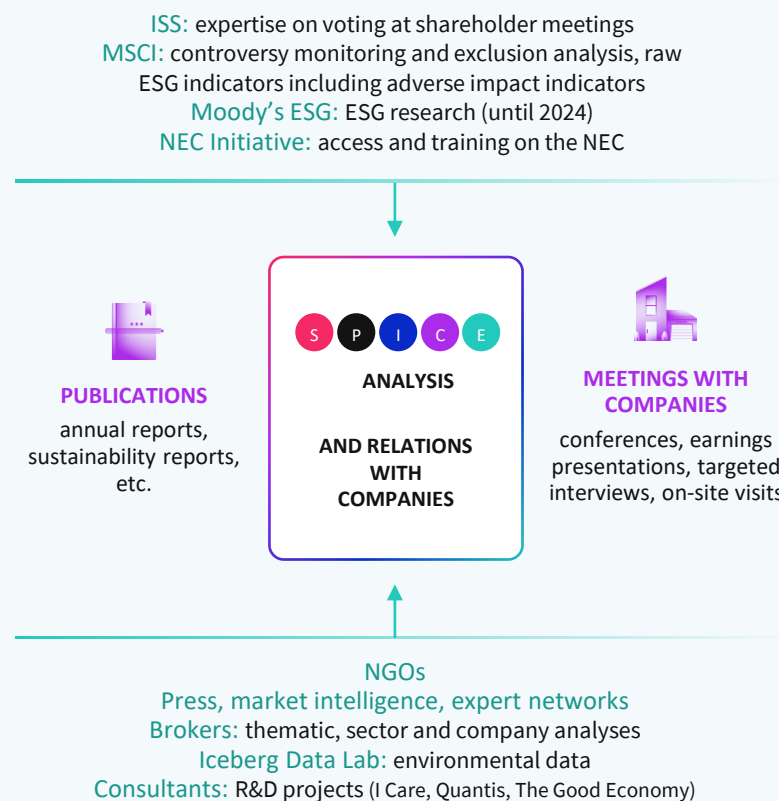 ISS: expertise on voting at shareholder meetings
MSCI: controversy monitoring and exclusion analysis, raw
ESG indicators including adverse impact indicators
Moody’s ESG: ESG research (until 2024)
NEC Initiative: access and training on the NEC
PUBLICATIONS
annual reports,
sustainability reports,
etc.
S P I C E
ANALYSIS
AND RELATIONS
WITH
COMPANIES
MEETINGS WITH
COMPANIES
conferences, earnings
presentations, targeted
interviews, on-site visits
NGOs
Press, market intelligence, expert networks
Brokers: thematic, sector and company analyses
Iceberg Data Lab: environmental data
Consultants: R&D projects (I Care, Quantis, The Good Economy)